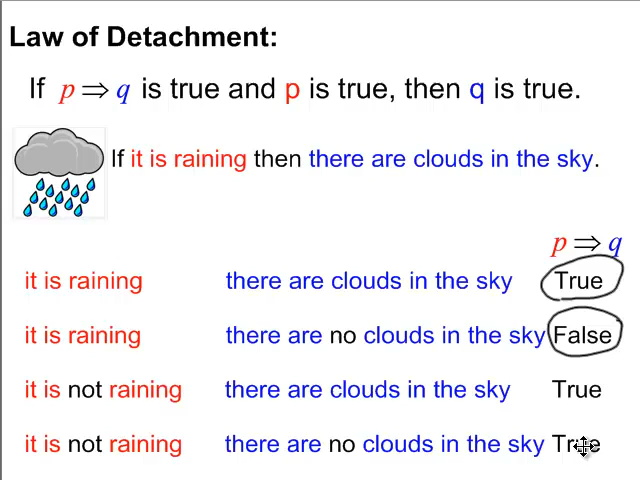 Law of Detachment:
If p ⇒ q is true and p is true, then q is true.
If it is raining then there are clouds in the sky.
p ⇒ q
it is raining there are clouds in the sky True
it is raining there are no clouds in the sky False
it is not raining there are clouds in the sky True
it is not raining there are no clouds in the sky True